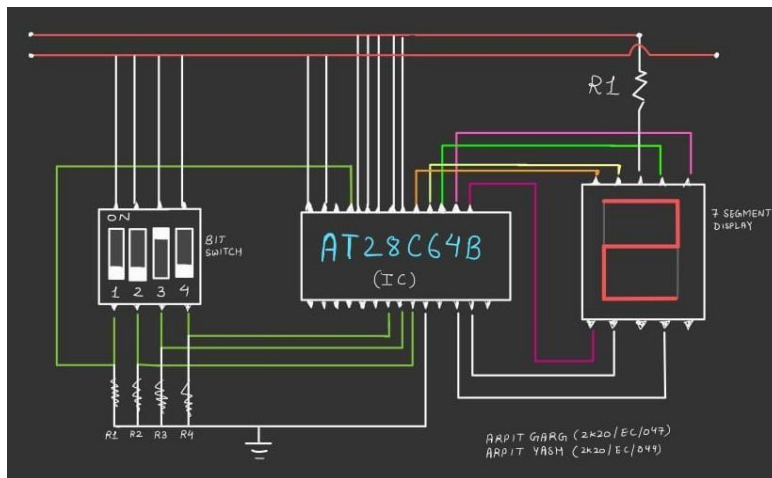 R1
ON
BIT
SWITCH
1 2 3 4
AT28C64B
(IC)
7 SEGMENT
DISPLAY
R1 R2 R3 R4
ARPIT GARG (2K20/EC/047)
ARPIT YASH (2K20/EC/049)